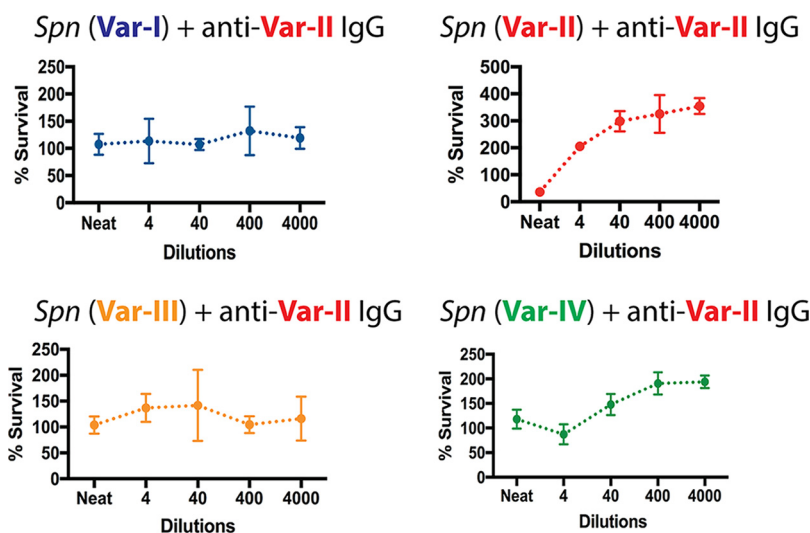 Spn (Var-I) + anti-Var-II IgG
250
200
150
100
50
0
% Survival
Neat 4 40 400 4000
Dilutions
Spn (Var-II) + anti-Var-II IgG
500
400
300
200
100
0
% Survival
Neat 4 40 400 4000
Dilutions
Spn (Var-III) + anti-Var-II IgG
250
200
150
100
50
0
% Survival
Neat 4 40 400 4000
Dilutions
Spn (Var-IV) + anti-Var-II IgG
250
200
150
100
50
0
% Survival
Neat 4 40 400 4000
Dilutions